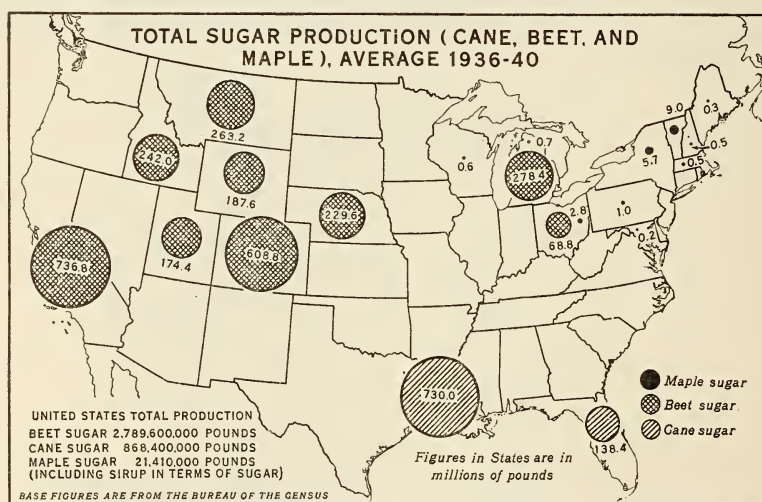 TOTAL SUGAR PRODUCTION (CANE, BEET, AND
MAPLE), AVERAGE 1936-40
9.0
0.3
263.2
0.7
0.5
242.0
0.6
5.7
0.5
278.4
187.6
229.6
2.8
1.0
68.8
0.2
736.8
174.4
608.8
730.0
138.4
Maple sugar
Beet sugar
Cane sugar
UNITED STATES TOTAL PRODUCTION
BEET SUGAR 2,789,600,000 POUNDS
CANE SUGAR 868,400,000 POUNDS
MAPLE SUGAR 21,410,000 POUNDS
(INCLUDING SIRUP IN TERMS OF SUGAR)
Figures in States are in
millions of pounds
BASE FIGURES ARE FROM THE BUREAU OF THE CENSUS